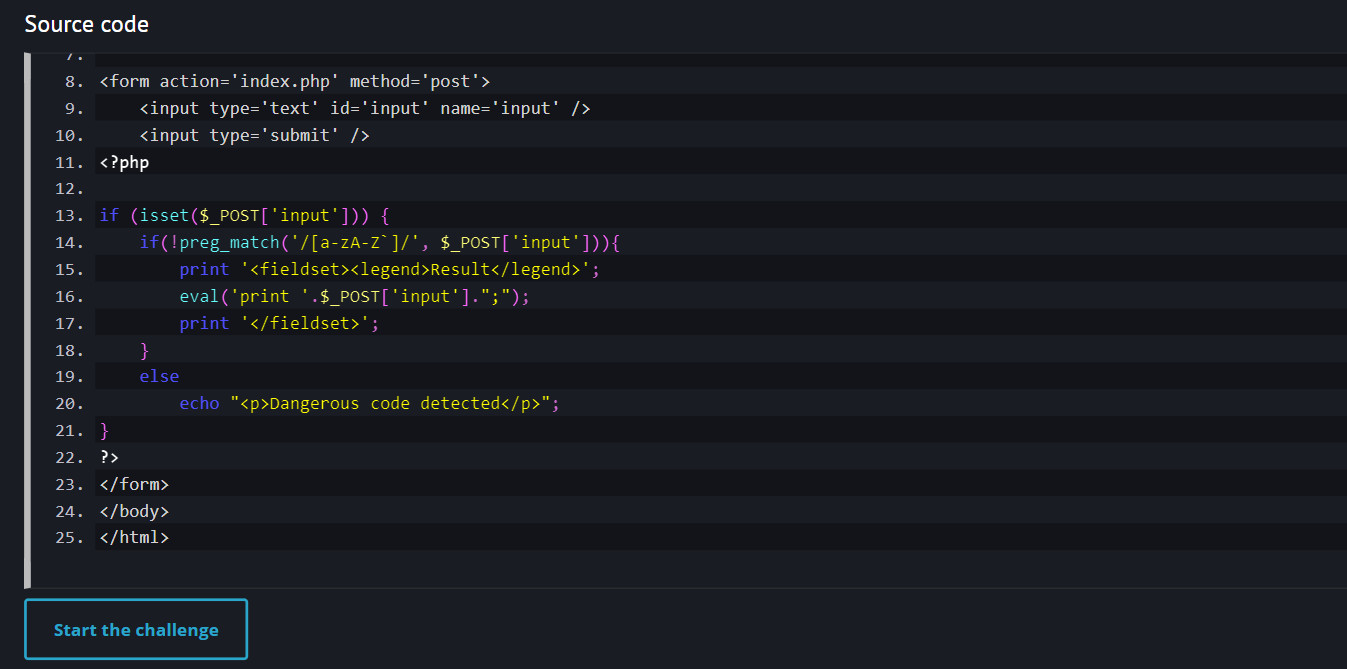 Source code
7.
8. <form action='index.php' method='post'>
9.     <input type='text' id='input' name='input' />
10.     <input type='submit' />
11. <?php
12.
13. if (isset($_POST['input'])) {
14.     if(!preg_match('/[a-zA-Z`]/', $_POST['input'])){
15.         print '<fieldset><legend>Result</legend>';
16.         eval('print '.$_POST['input'].";");
17.         print '</fieldset>';
18.     }
19.     else
20.         echo "<p>Dangerous code detected</p>";
21. }
22. ?>
23. </form>
24. </body>
25. </html>
Start the challenge